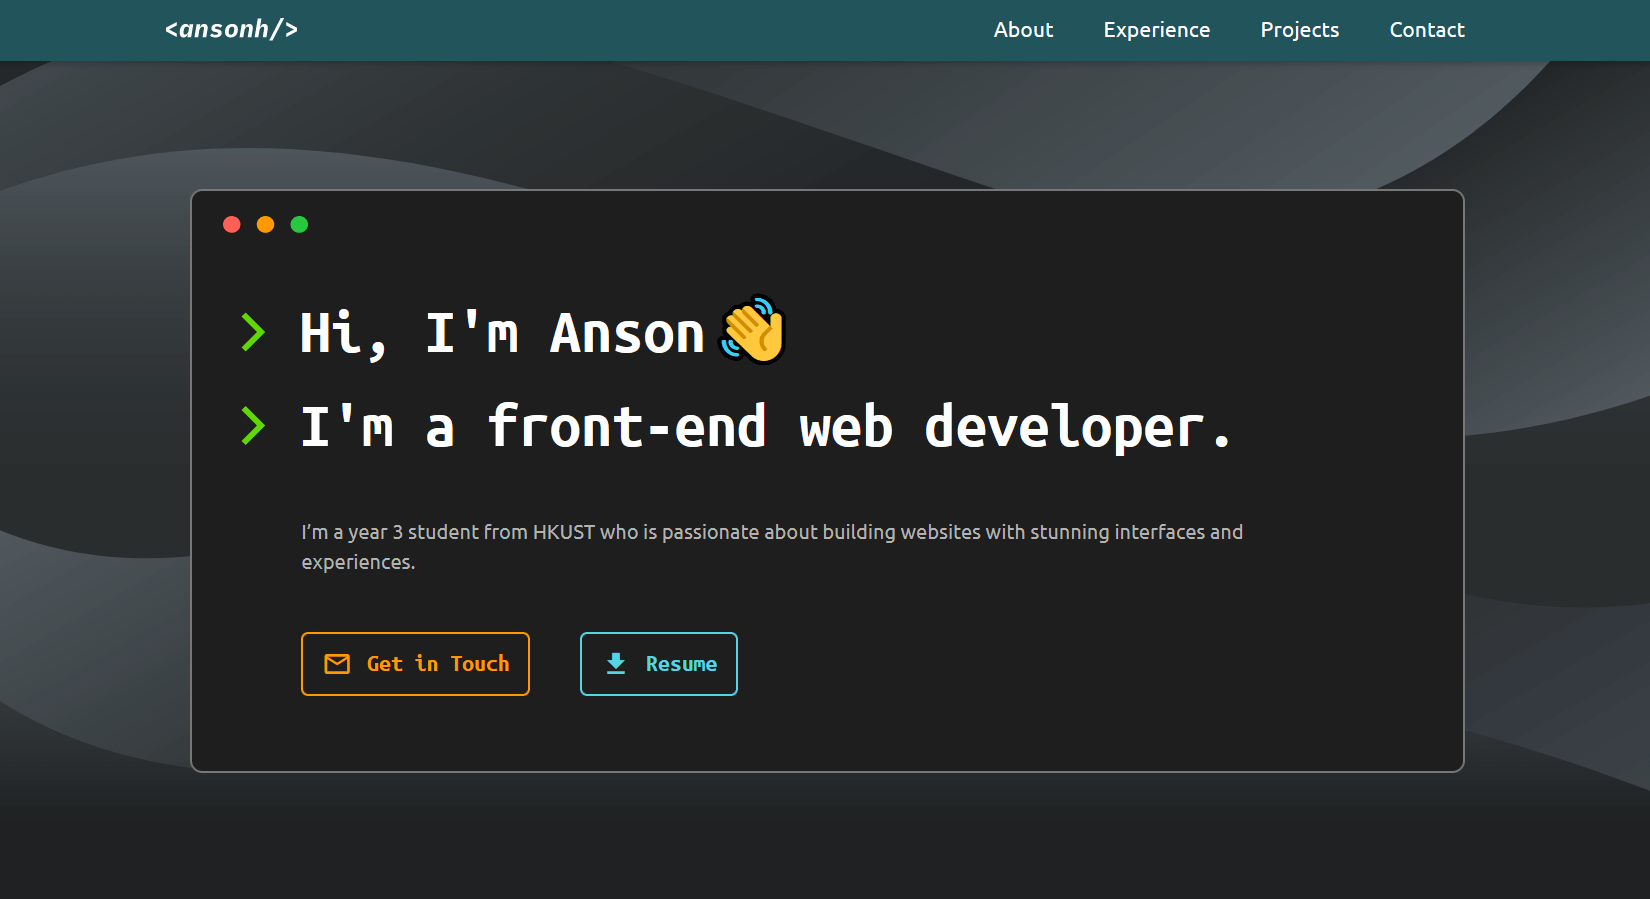 <ansonh/>
About Experience Projects Contact
Hi, I'm Anson
I'm a front-end web developer.
I’m a year 3 student from HKUST who is passionate about building websites with stunning interfaces and
experiences.
Get in Touch
Resume